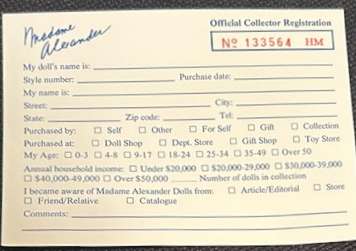 Madame Alexander
Official Collector Registration
Nº 133564 HM
My doll's name is:
Style number: Purchase date:
My name is:
Street: City:
State: Zip code: Tel:
Purchased by: □ Self □ Other □ For Self □ Gift □ Collection
Purchased at: □ Doll Shop □ Dept. Store □ Gift Shop □ Toy Store
My Age: □ 0-3 □ 4-8 □ 9-17 □ 18-24 □ 25-34 □ 35-49 □ Over 50
Annual household income: □ Under $20,000 □ $20,000-29,000 □ $30,000-39,000
□ $40,000-49,000 □ Over $50,000 Number of dolls in collection
I became aware of Madame Alexander Dolls from: □ Article/Editorial □ Store
□ Friend/Relative □ Catalogue
Comments: